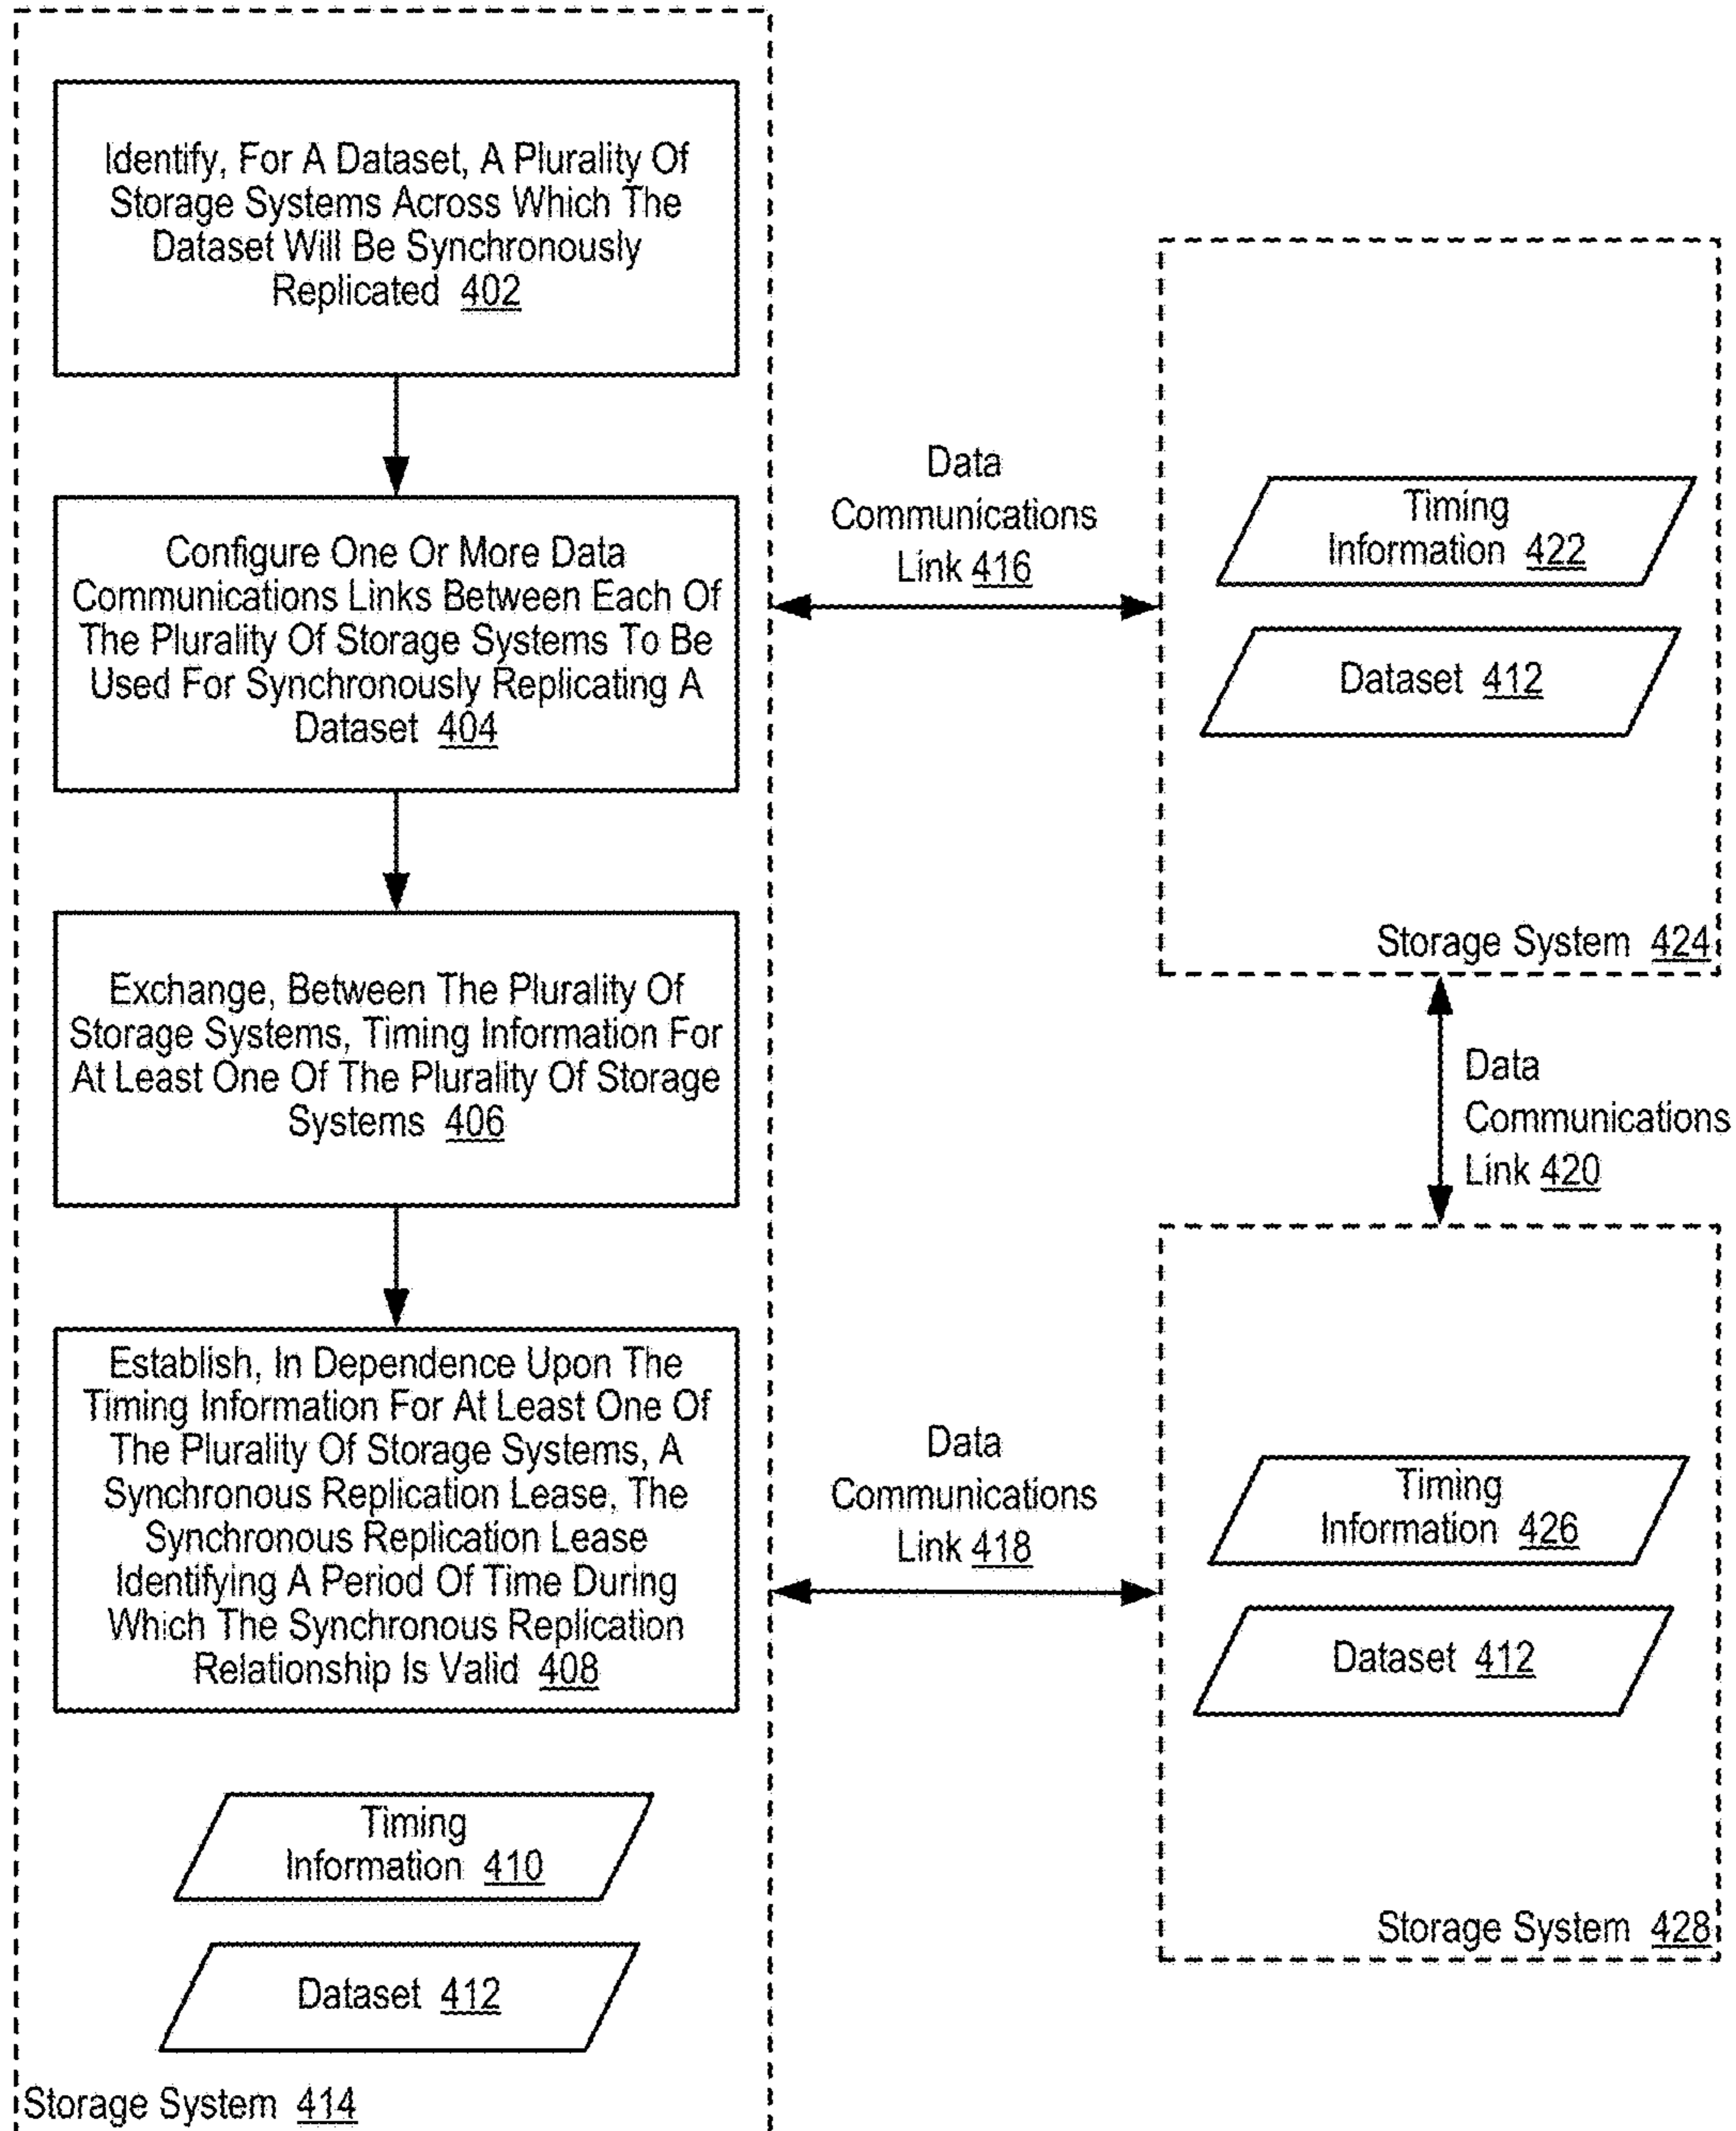 Identify, For A Dataset, A Plurality Of
Storage Systems Across Which The
Dataset Will Be Synchronously
Replicated 402
Configure One Or More Data
Communications Links Between Each Of
The Plurality Of Storage Systems To Be
Used For Synchronously Replicating A
Dataset 404
Exchange, Between The Plurality Of
Storage Systems, Timing Information For
At Least One Of The Plurality Of Storage
Systems 406
Establish, In Dependence Upon The
Timing Information For At Least One Of
The Plurality Of Storage Systems, A
Synchronous Replication Lease, The
Synchronous Replication Lease
Identifying A Period Of Time During
Which The Synchronous Replication
Relationship Is Valid 408
Timing
Information 410
Dataset 412
Storage System 414
Data
Communications
Link 416
Timing
Information 422
Dataset 412
Storage System 424
Data
Communications
Link 420
Data
Communications
Link 418
Timing
Information 426
Dataset 412
Storage System 428